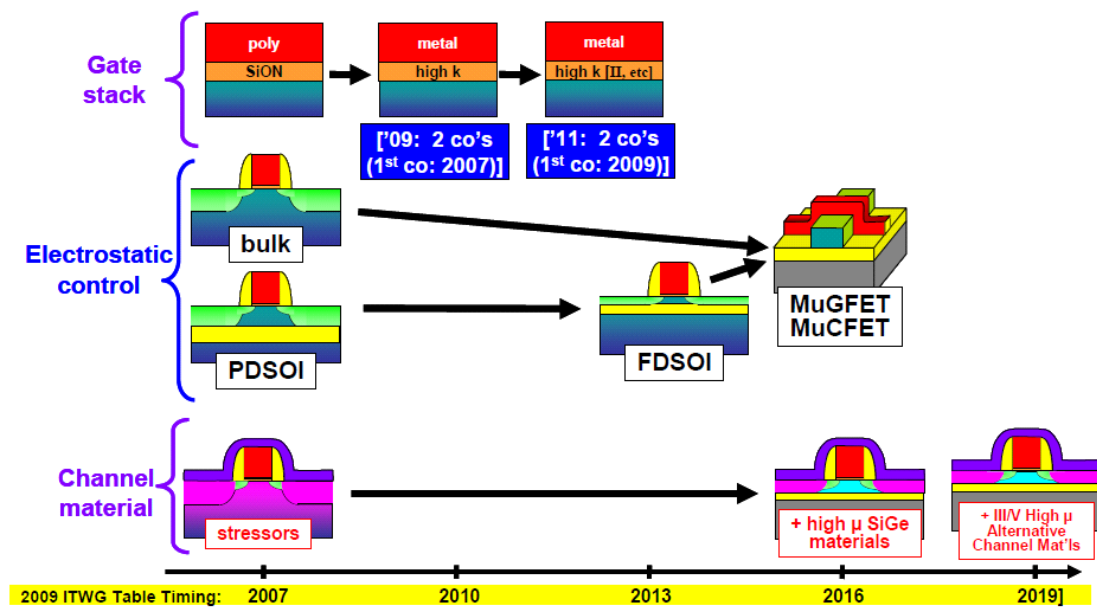 Gate
stack
poly
SiON
metal
high k
metal
high k [II, etc]
['09: 2 co's
(1st co: 2007)]
['11: 2 co's
(1st co: 2009)]
Electrostatic
control
bulk
PDSOI
FDSOI
MuGFET
MuCFET
Channel
material
stressors
+ high μ SiGe
materials
+ III/V High μ
Alternative
Channel Mat'ls
2009 ITWG Table Timing: 2007 2010 2013 2016 2019]